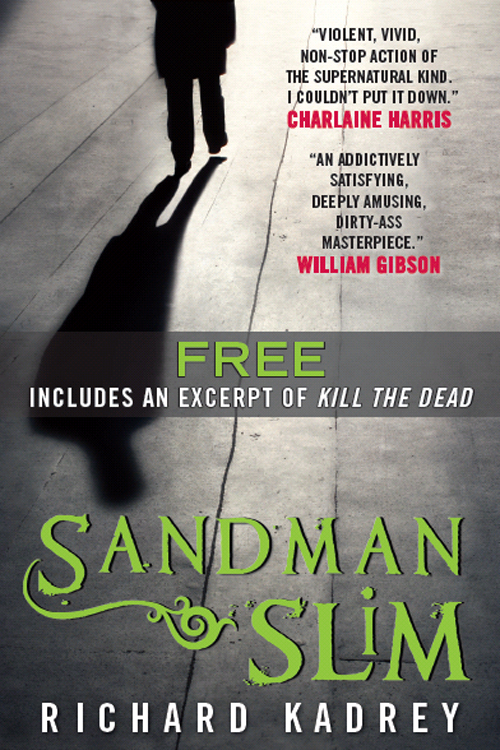 “VIOLENT, VIVID,
NON-STOP ACTION OF
THE SUPERNATURAL KIND.
I COULDN’T PUT IT DOWN.”
CHARLAINE HARRIS
“AN ADDICTIVELY
SATISFYING,
DEEPLY AMUSING,
DIRTY-ASS
MASTERPIECE.”
WILLIAM GIBSON
FREE
INCLUDES AN EXCERPT OF KILL THE DEAD
SANDMAN
SLiM
RICHARD KADREY